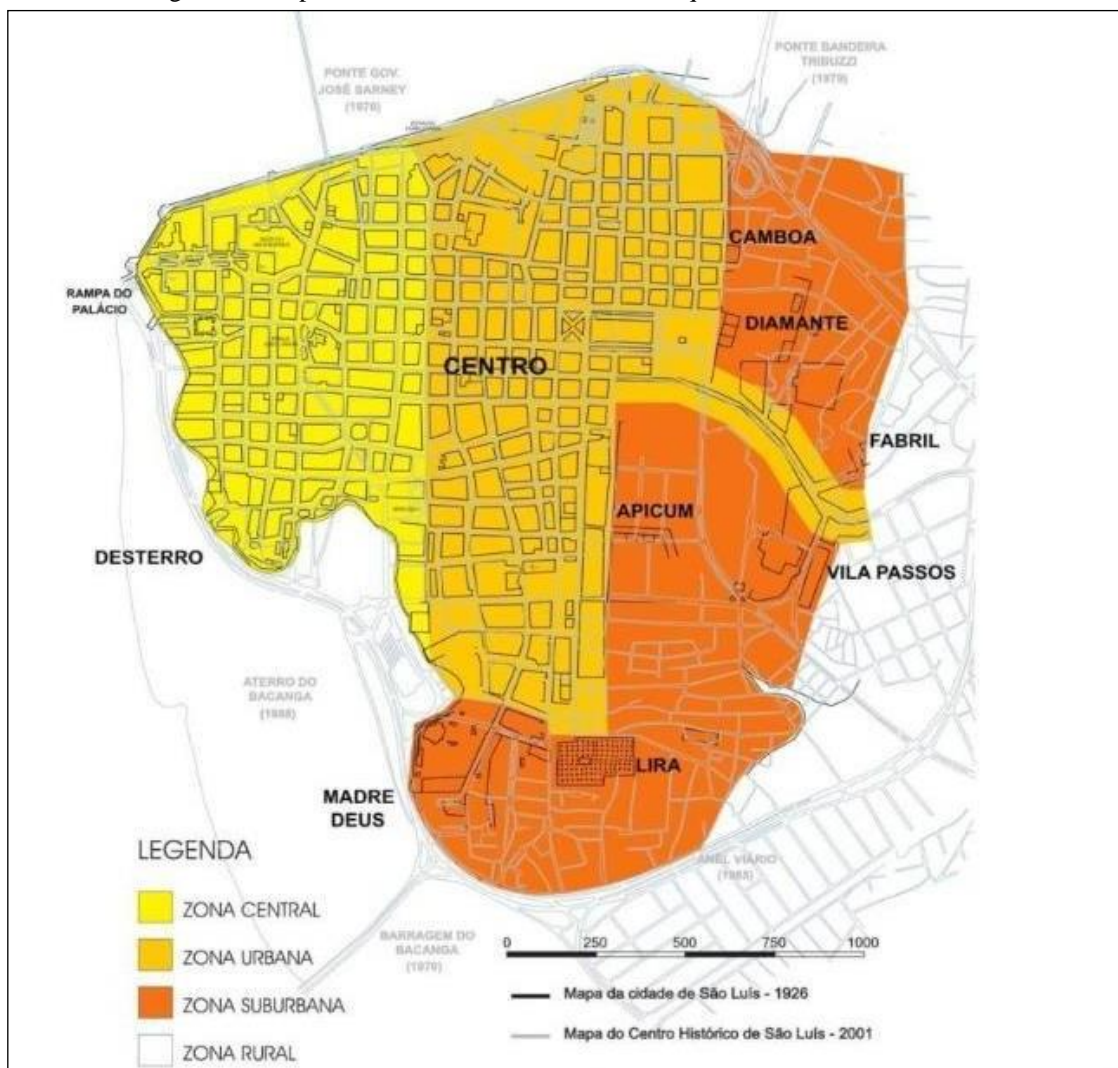 PONTE BANDEIRA
TRIBUZZI
(1979)
PONTE GOV.
JOSÉ SARNEY
(1970)
CAMBOA
RAMPA DO
PALÁCIO
DIAMANTE
CENTRO
FABRIL
APICUM
DESTERRO
VILA PASSOS
ATERRO DO
BACANGA
LIRA
MADRE
DEUS
ANEL VIÁRIO
LEGENDA
ZONA CENTRAL
ZONA URBANA
ZONA SUBURBANA
ZONA RURAL
BARRAGEM DO
BACANGA
(1970)
0 250 500 750 1000
Mapa da cidade de São Luís - 1926
Mapa do Centro Histórico de São Luís - 2001